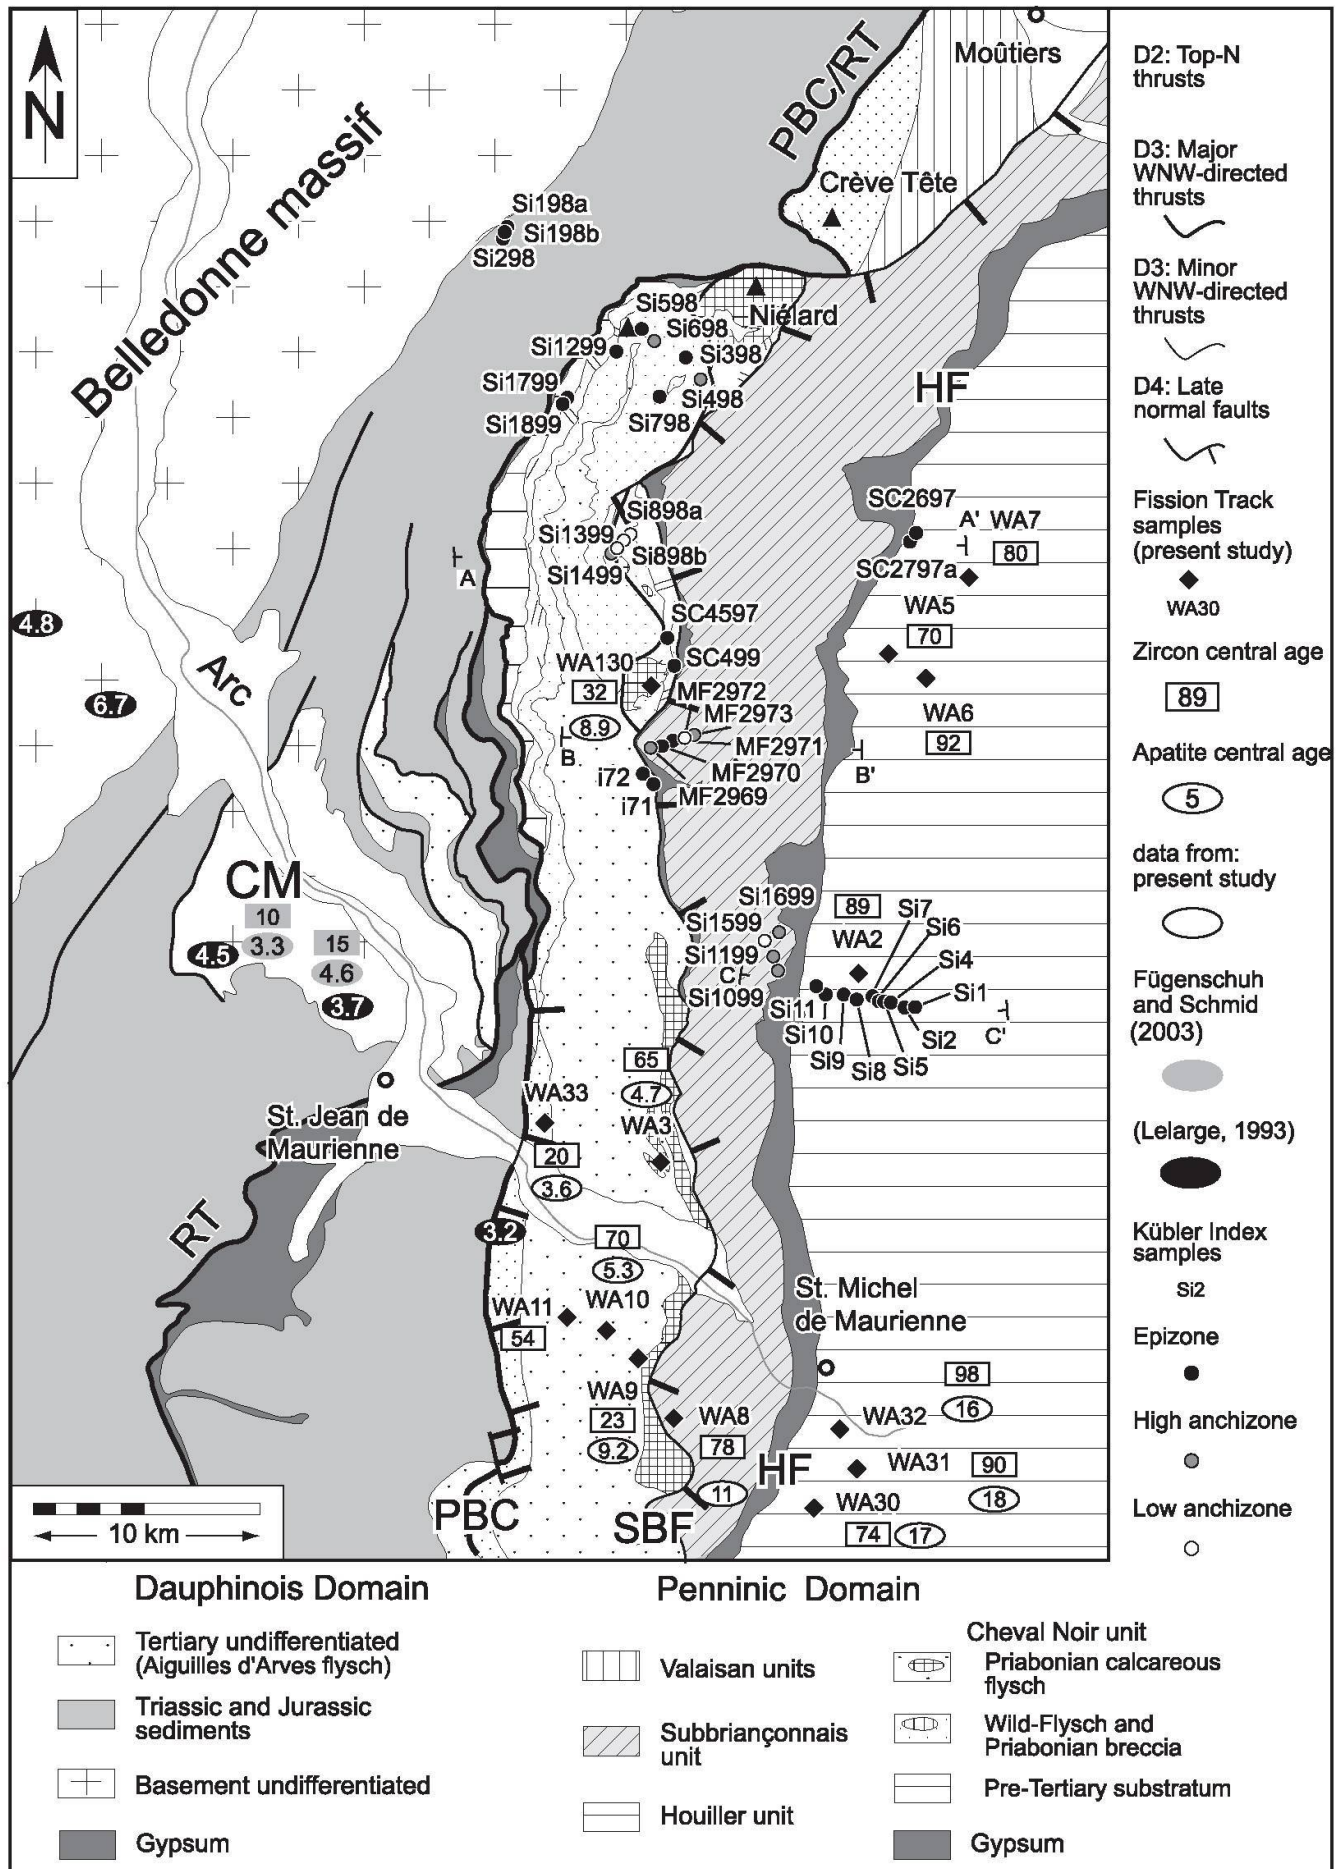 N
Belledonne massif
PBC/RT
Moûtiers
Crève Tête
Si198a
Si198b
Si298
Niélard
Si598
Si698
Si1299
Si398
Si1799
Si498
Si1899
Si798
HF
Si898a
Si1399
Si898b
Si1499
SC2697
A'
WA7
80
SC2797a
A
WA5
70
SC4597
SC499
WA130
32
8.9
MF2972
MF2973
WA6
92
MF2971
B
B'
MF2970
i72
MF2969
i71
4.8
6.7
Arc
CM
10
3.3
15
4.6
4.5
3.7
Si1699
Si1599
Si1199
C
Si1099
89
WA2
Si7
Si6
Si4
Si1
Si11
Si10
Si9
Si8
Si5
Si2
C'
65
4.7
WA33
WA3
St. Jean de
Maurienne
20
3.6
RT
3.2
70
5.3
WA11
WA10
54
St. Michel
de Maurienne
WA9
23
9.2
WA8
78
98
16
WA32
HF
WA31
90
18
11
WA30
74
17
PBC
SBF
10 km
D2: Top-N
thrusts
D3: Major
WNW-directed
thrusts
D3: Minor
WNW-directed
thrusts
D4: Late
normal faults
Fission Track
samples
(present study)
WA30
Zircon central age
89
Apatite central age
5
data from:
present study
Fügenschuh
and Schmid
(2003)
(Lelarge, 1993)
Kübler Index
samples
Si2
Epizone
High anchizone
Low anchizone
Dauphinois Domain
Tertiary undifferentiated
(Aiguilles d'Arves flysch)
Triassic and Jurassic
sediments
Basement undifferentiated
Gypsum
Penninic Domain
Valaisan units
Subbriançonnais
unit
Houiller unit
Cheval Noir unit
Priabonian calcareous
flysch
Wild-Flysch and
Priabonian breccia
Pre-Tertiary substratum
Gypsum